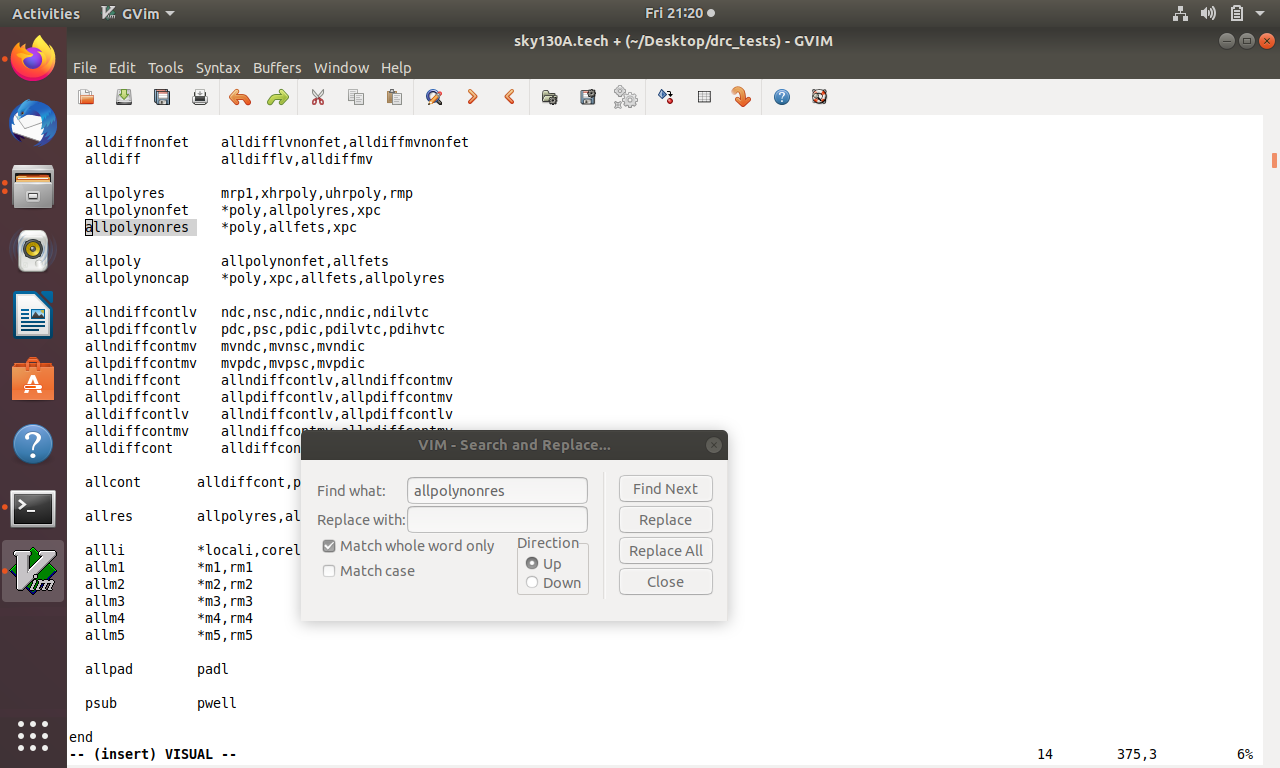 Activities GVim Fri 21:20
sky130A.tech + (~/Desktop/drc_tests) - GVIM
File Edit Tools Syntax Buffers Window Help
alldiffnonfet alldifflvnonfet,alldiffmvnonfet
alldiff alldifflv,alldiffmv
allpolyres mrp1,xhrpoly,uhrpoly,rmp
allpolynonfet *poly,allpolyres,xpc
allpolynonres *poly,allfets,xpc
allpoly allpolynonfet,allfets
allpolynoncap *poly,xpc,allfets,allpolyres
allndiffcontlv ndc,nsc,ndic,nndic,ndilvtc
allpdiffcontlv pdc,psc,pdic,pdilvtc,pdihvtc
allndiffcontmv mvndc,mvnsc,mvndic
allpdiffcontmv mvpdc,mvpsc,mvpdic
allndiffcont allndiffcontlv,allndiffcontmv
allpdiffcont allpdiffcontlv,allpdiffcontmv
alldiffcontlv allndiffcontlv,allpdiffcontlv
alldiffcontmv allndiffcontmv,allpdiffcontmv
alldiffcont alldiffcon
allcont alldiffcont,p
allres allpolyres,al
allli *locali,corel
allm1 *m1,rm1
allm2 *m2,rm2
allm3 *m3,rm3
allm4 *m4,rm4
allm5 *m5,rm5
allpad padl
psub pwell
end
-- (insert) VISUAL -- 14 375,3 6%
VIM - Search and Replace...
Find what: allpolynonres Find Next
Replace with: Replace
Match whole word only Direction
Up Replace All
Match case
Down Close